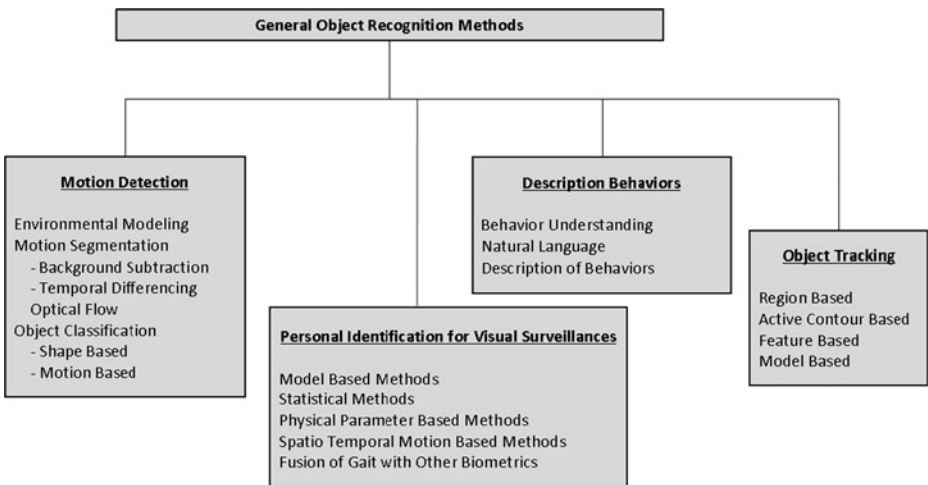 General Object Recognition Methods
Motion Detection
Environmental Modeling
Motion Segmentation
- Background Subtraction
- Temporal Differencing
Optical Flow
Object Classification
- Shape Based
- Motion Based
Personal Identification for Visual Surveillances
Model Based Methods
Statistical Methods
Physical Parameter Based Methods
Spatio Temporal Motion Based Methods
Fusion of Gait with Other Biometrics
Description Behaviors
Behavior Understanding
Natural Language
Description of Behaviors
Object Tracking
Region Based
Active Contour Based
Feature Based
Model Based